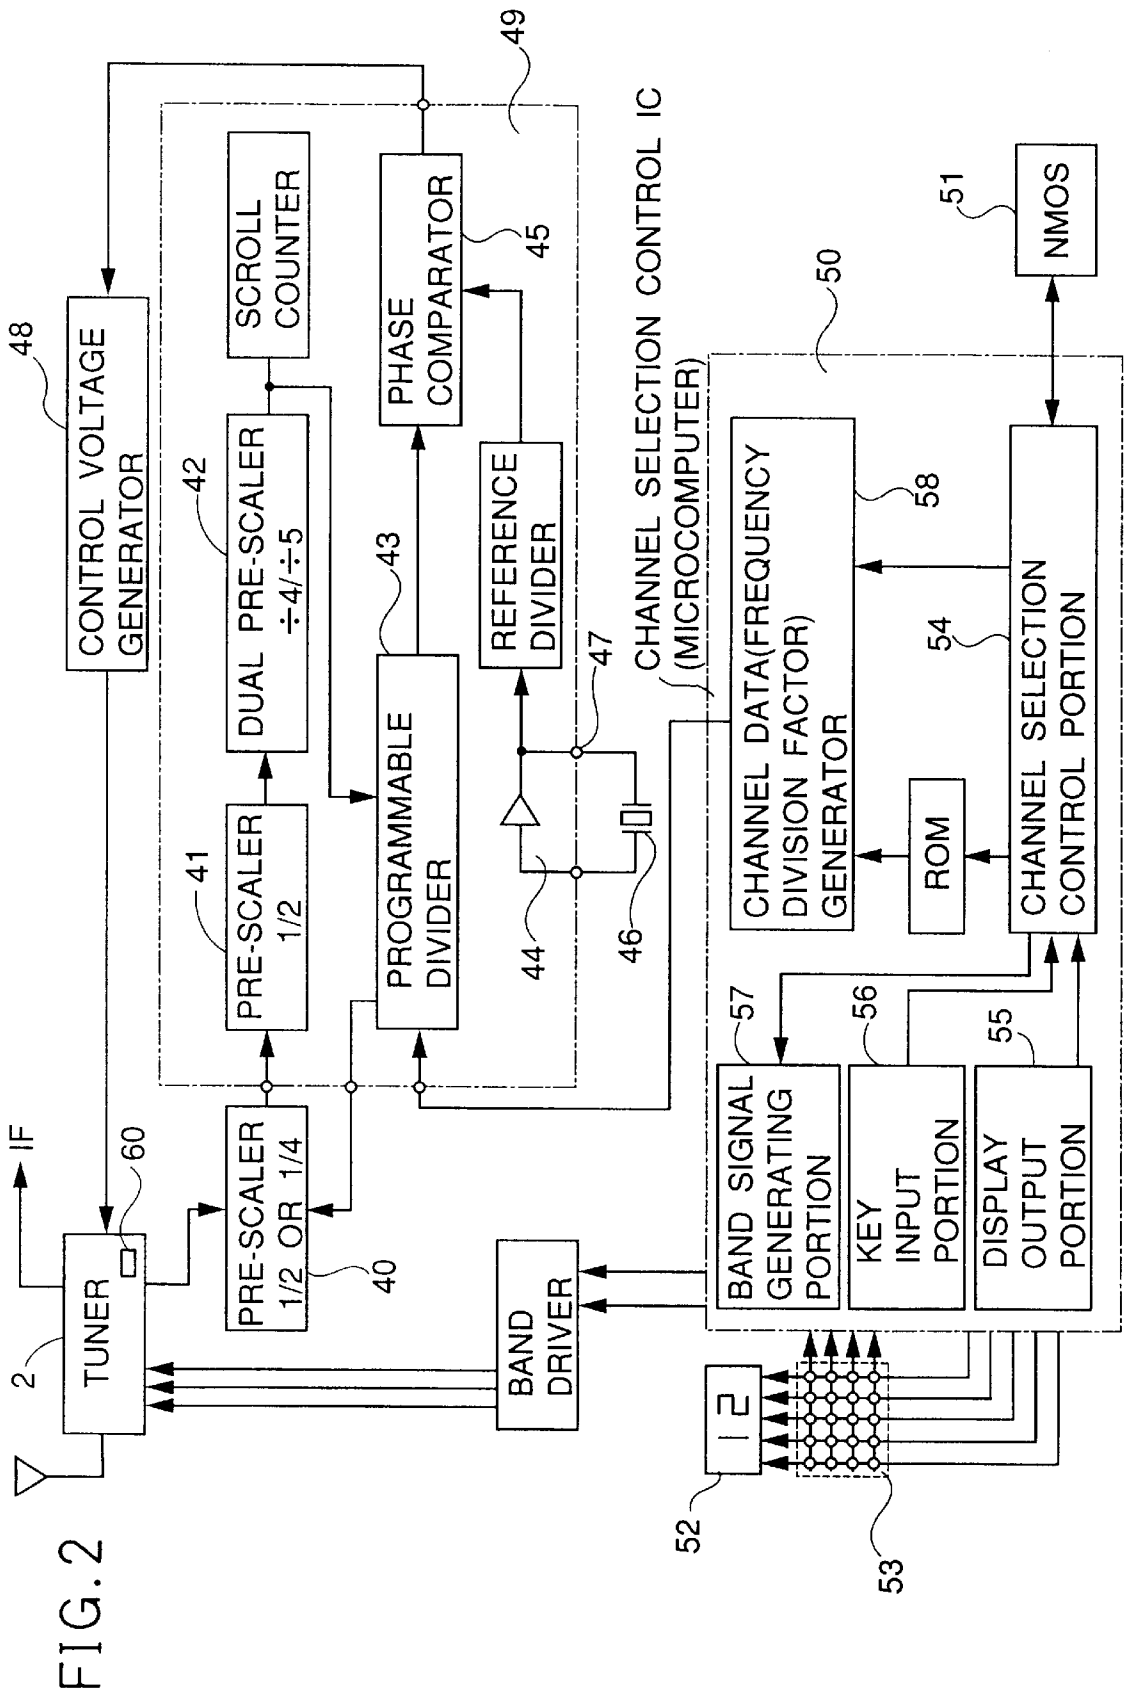 FIG.2
IF
2
TUNER
60
48
CONTROL VOLTAGE
GENERATOR
PRE-SCALER
1/2 OR 1/4
40
41
PRE-SCALER
1/2
42
DUAL PRE-SCALER
÷4/÷5
SCROLL
COUNTER
49
PROGRAMMABLE
DIVIDER
43
PHASE
COMPARATOR
45
44
REFERENCE
DIVIDER
47
46
BAND
DRIVER
CHANNEL SELECTION CONTROL IC
(MICROCOMPUTER)
50
52
12
53
BAND SIGNAL
GENERATING
PORTION
57
KEY
INPUT
PORTION
56
DISPLAY
OUTPUT
PORTION
55
CHANNEL DATA(FREQUENCY
DIVISION FACTOR)
GENERATOR
58
ROM
54
CHANNEL SELECTION
CONTROL PORTION
51
NMOS